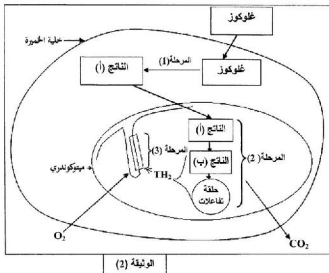 غلوكوز
خلية الخميرة
المرحلة (1)
الناتج (أ)
غلوكوز
الناتج (أ)
المرحلة (3)
الناتج (ب)
المرحلة (2)
ميتوكوندري
TH₂
حلقة
تفاعلات
O₂
CO₂
الوثيقة (2)